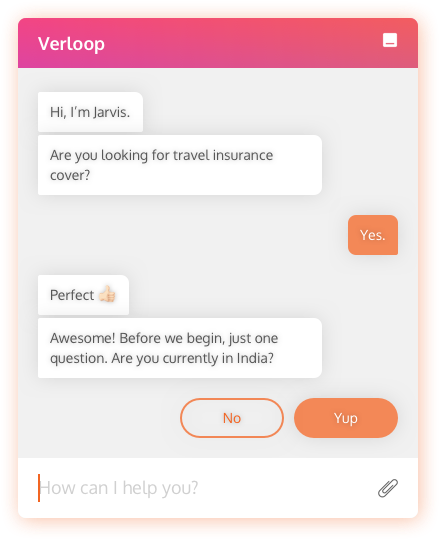 Verloop
Hi, I’m Jarvis.
Are you looking for travel insurance
cover?
Yes.
Perfect 👍🏻
Awesome! Before we begin, just one
question. Are you currently in India?
No
Yup
How can I help you?